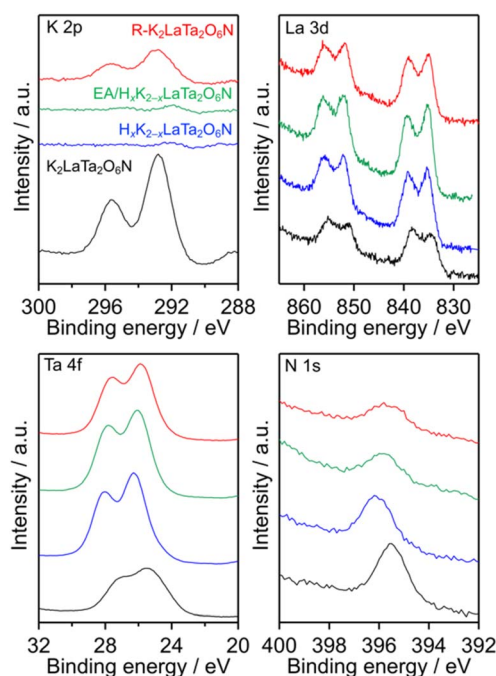 K 2p
R-K₂LaTa₂O₆N
EA/HₓK₂₋ₓLaTa₂O₆N
HₓK₂₋ₓLaTa₂O₆N
K₂LaTa₂O₆N
Intensity / a.u.
300 296 292 288
Binding energy / eV
La 3d
Intensity / a.u.
860 850 840 830
Binding energy / eV
Ta 4f
Intensity / a.u.
32 28 24 20
Binding energy / eV
N 1s
Intensity / a.u.
400 398 396 394 392
Binding energy / eV